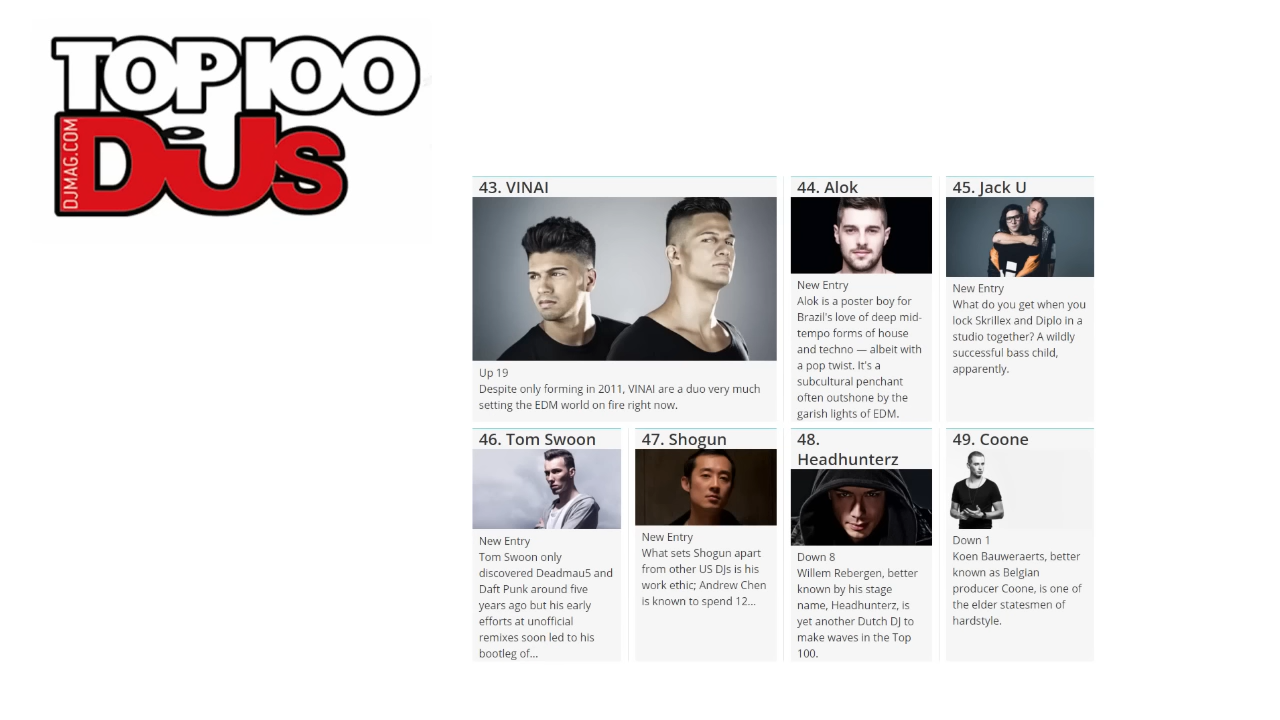 TOP100
DJMAG.COM
DJs
43. VINAI
Up 19
Despite only forming in 2011, VINAI are a duo very much
setting the EDM world on fire right now.
44. Alok
New Entry
Alok is a poster boy for
Brazil's love of deep mid-
tempo forms of house
and techno — albeit with
a pop twist. It's a
subcultural penchant
often outshone by the
garish lights of EDM.
45. Jack U
New Entry
What do you get when you
lock Skrillex and Diplo in a
studio together? A wildly
successful bass child,
apparently.
46. Tom Swoon
New Entry
Tom Swoon only
discovered Deadmau5 and
Daft Punk around five
years ago but his early
efforts at unofficial
remixes soon led to his
bootleg of...
47. Shogun
New Entry
What sets Shogun apart
from other US DJs is his
work ethic; Andrew Chen
is known to spend 12...
48.
Headhunterz
Down 8
Willem Rebergen, better
known by his stage
name, Headhunterz, is
yet another Dutch DJ to
make waves in the Top
100.
49. Coone
Down 1
Koen Bauweraerts, better
known as Belgian
producer Coone, is one of
the elder statesmen of
hardstyle.